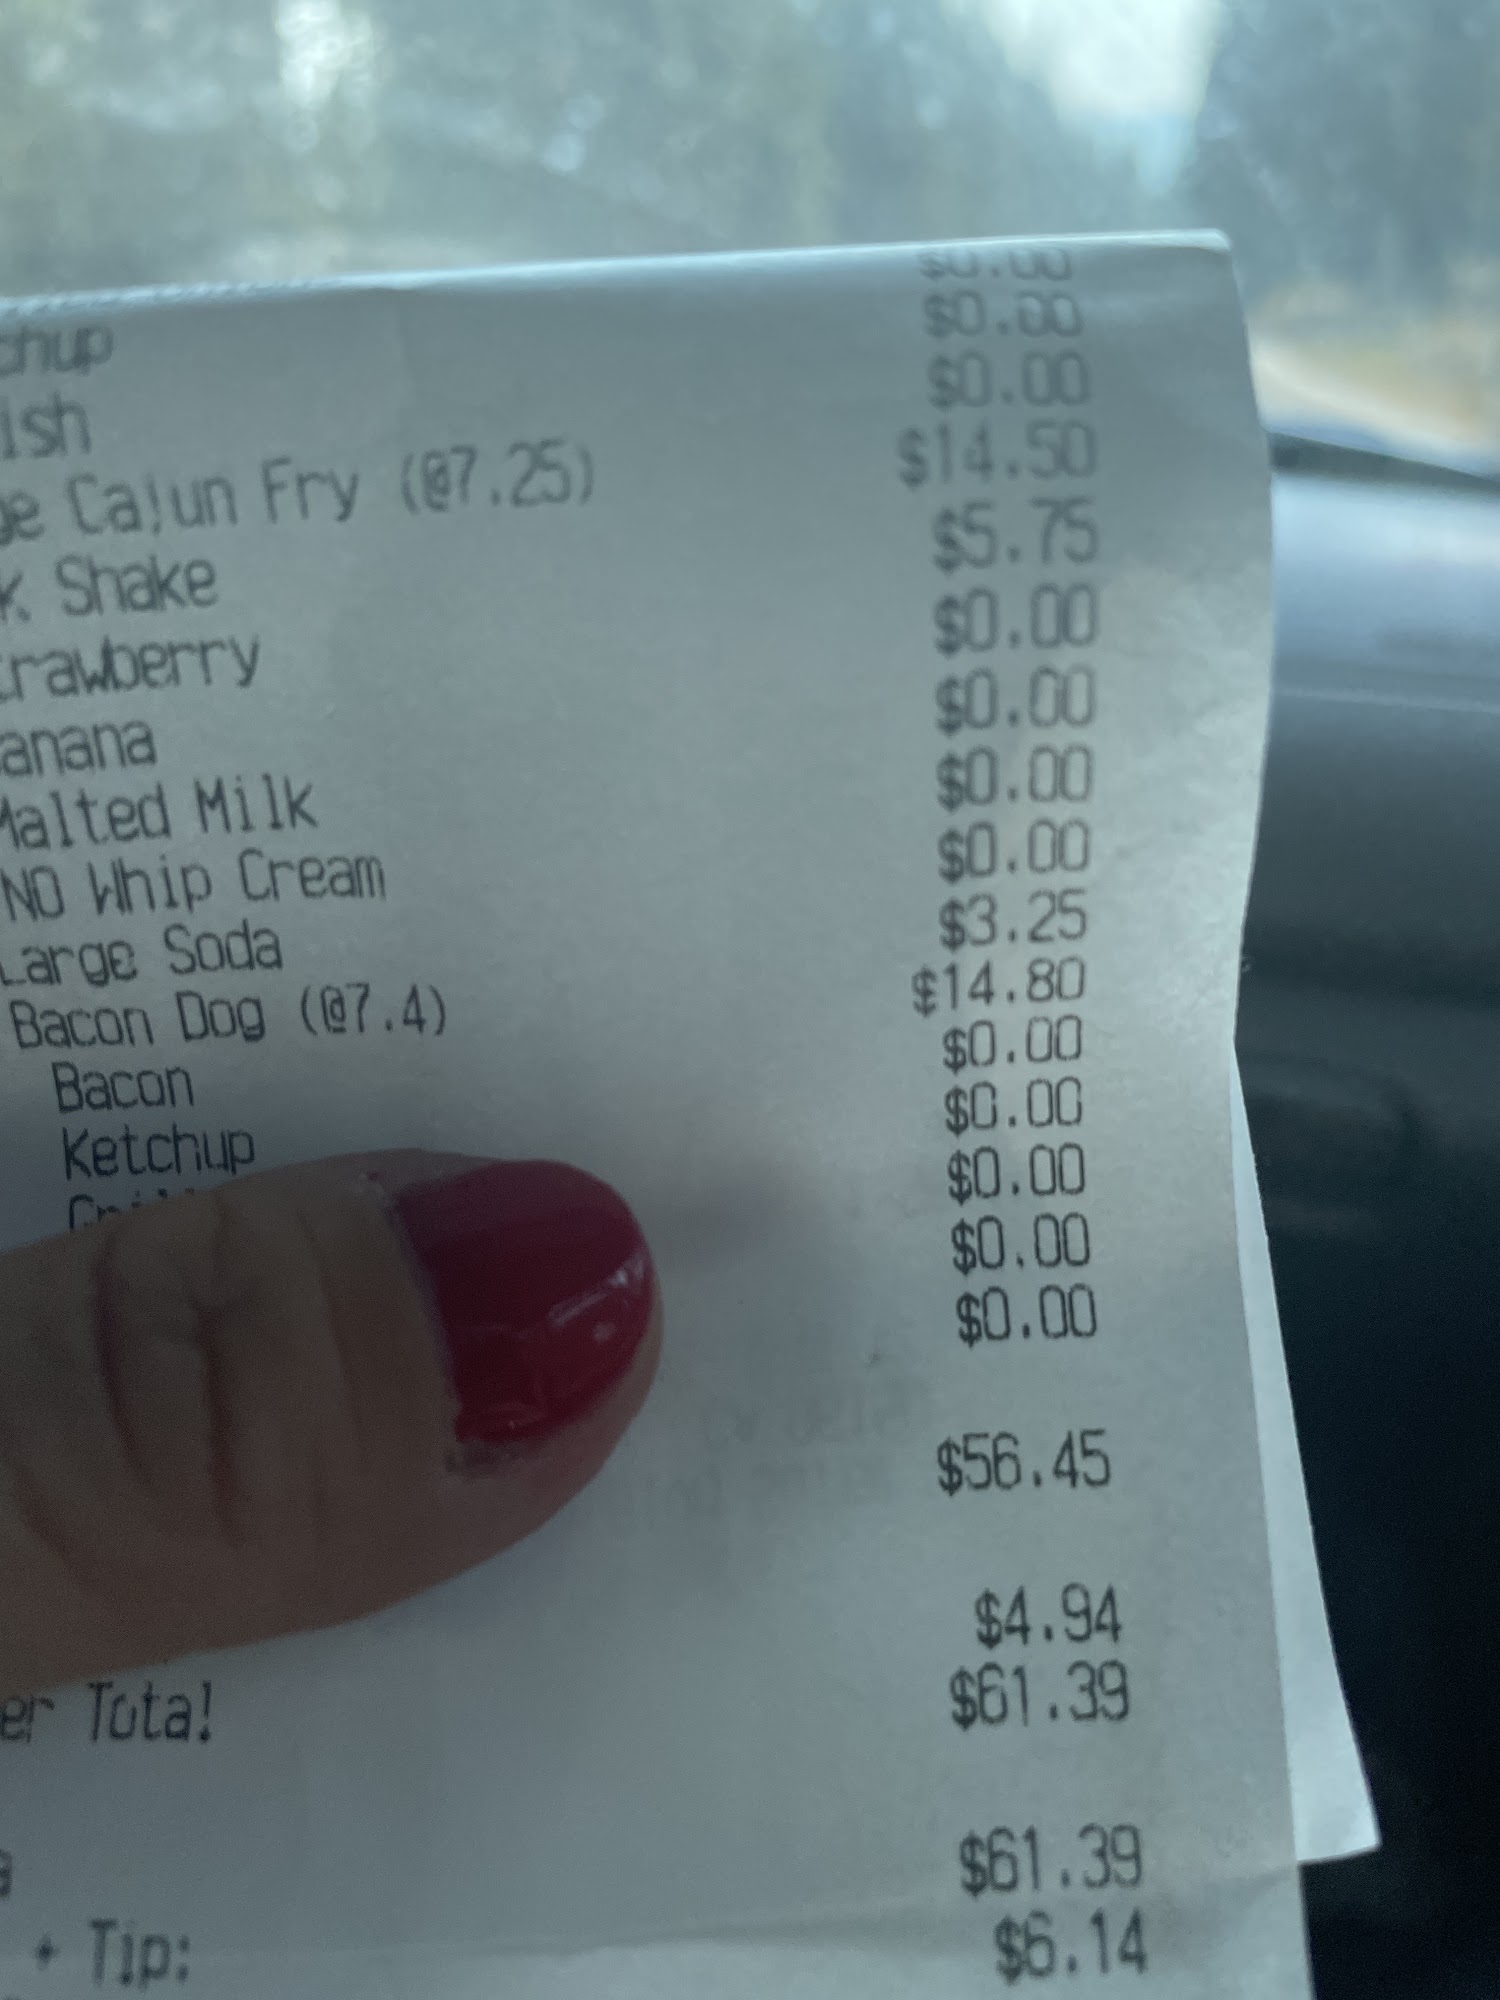 $0.00
chup $0.00
ish $0.00
ge Cajun Fry (@7.25) $14.50
k Shake $5.75
trawberry $0.00
anana $0.00
Malted Milk $0.00
NO Whip Cream $0.00
Large Soda $3.25
Bacon Dog (@7.4) $14.80
Bacon $0.00
Ketchup $0.00
$0.00
$0.00
$0.00
$56.45
$4.94
er Total $61.39
a $61.39
+ Tip: $6.14